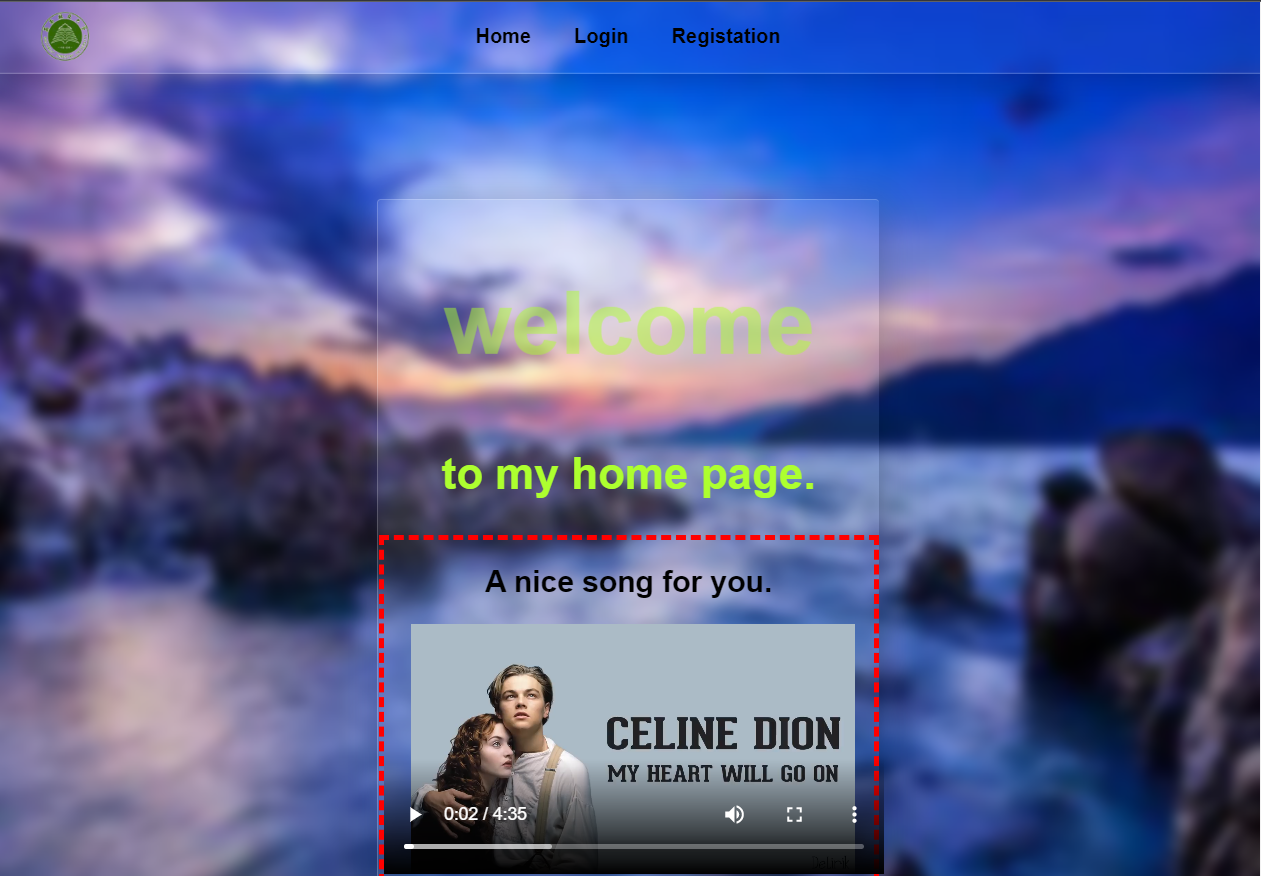 Home Login Registation
welcome
to my home page.
A nice song for you.
CELINE DION
MY HEART WILL GO ON
0:02 / 4:35